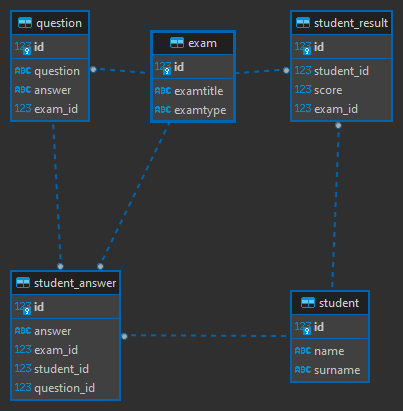 question
123 id
ABC question
ABC answer
123 exam_id
exam
123 id
ABC examtitle
ABC examtype
student_result
123 id
123 student_id
123 score
123 exam_id
student_answer
123 id
ABC answer
123 exam_id
123 student_id
123 question_id
student
123 id
ABC name
ABC surname